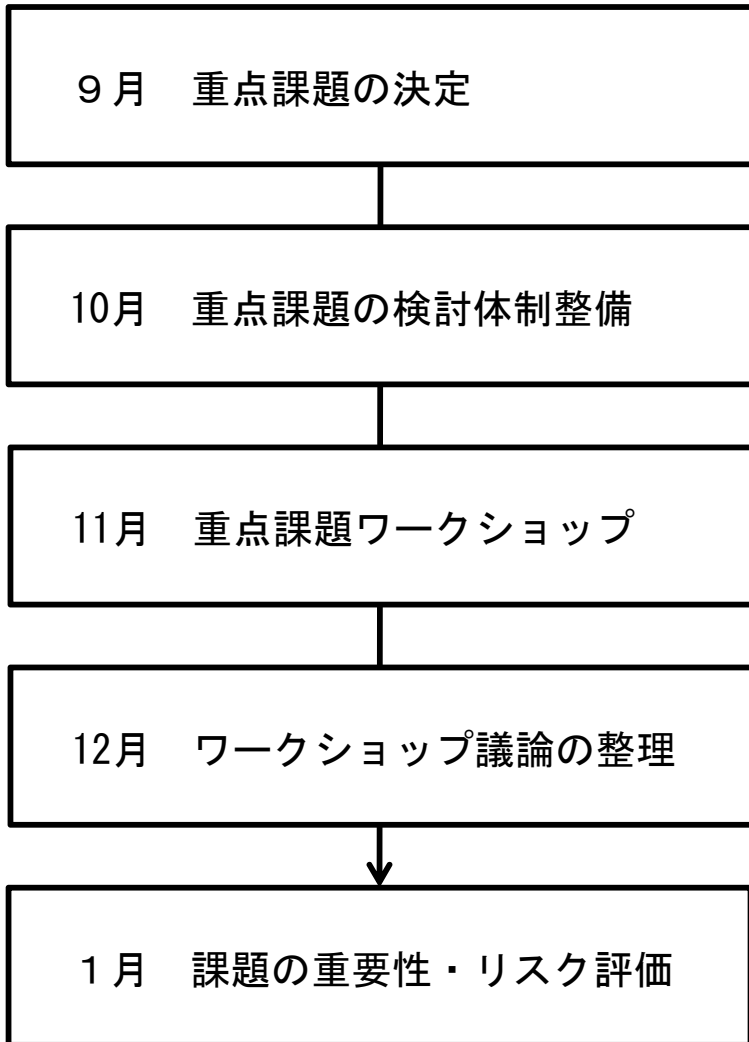 ９月　重点課題の決定
10月　重点課題の検討体制整備
11月　重点課題ワークショップ
12月　ワークショップ議論の整理
１月　課題の重要性・リスク評価